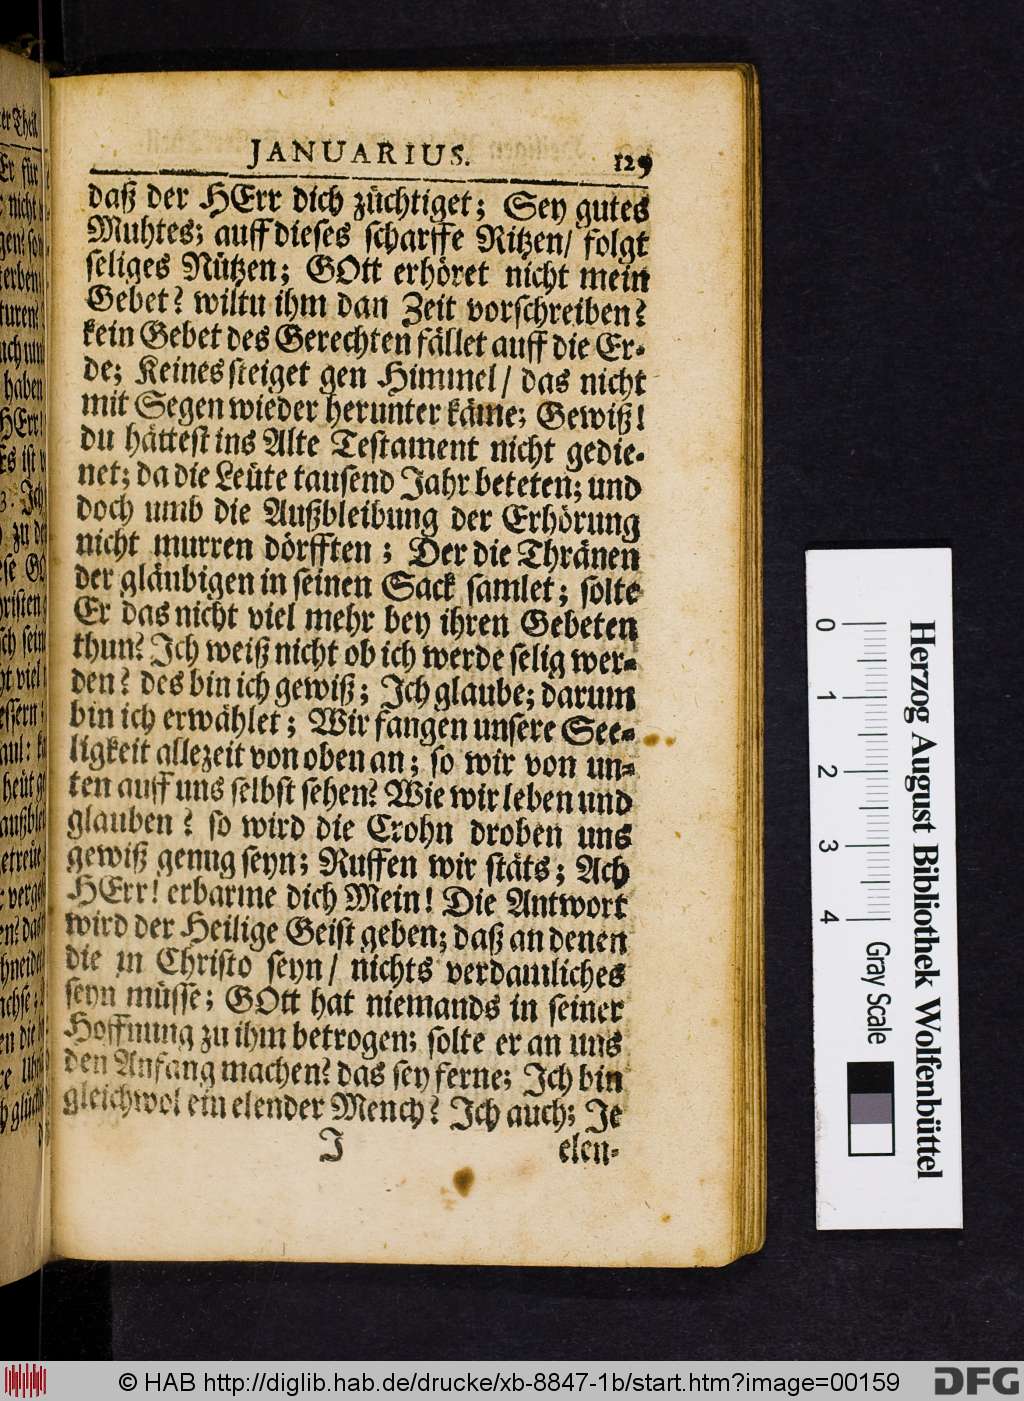 JANUARIUS. 129
daß der HErr dich züchtiget; Sey gutes
Muhtes; auff dieses scharffe Ritzen/ folgt
seliges Nützen; GOtt erhöret nicht mein
Gebet? wiltu ihm dan Zeit vorschreiben?
kein Gebet des Gerechten fället auff die Er-
de; Keines steiget gen Himmel/ das nicht
mit Segen wieder herunter käme; Gewiß!
du hättest ins Alte Testament nicht gedie-
net; da die Leüte tausend Jahr beteten; und
doch umb die Außbleibung der Erhörung
nicht murren dörfften; Der die Thränen
der gläubigen in seinen Sack samlet; solte
Er das nicht viel mehr bey ihren Gebeten
thun? Ich weiß nicht ob ich werde selig wer-
den? des bin ich gewiß; Ich glaube; darum
bin ich erwählet; Wir fangen unsere See-
ligkeit allezeit von oben an; so wir von un-
ten auff uns selbst sehen? Wie wir leben und
glauben? so wird die Crohn droben uns
gewiß genug seyn; Ruffen wir stäts; Ach
HErr! erbarme dich Mein! Die Antwort
wird der Heilige Geist geben; daß an denen
die in Christo seyn/ nichts verdamliches
seyn müsse; GOtt hat niemands in seiner
Hoffnung zu ihm betrogen; solte er an uns
den Anfang machen? das sey ferne; Ich bin
gleichwol ein elender Mench? Ich auch; Je
I elen-
Herzog August Bibliothek Wolfenbüttel
0 1 2 3 4 Gray Scale
© HAB http://diglib.hab.de/drucke/xb-8847-1b/start.htm?image=00159
DFG